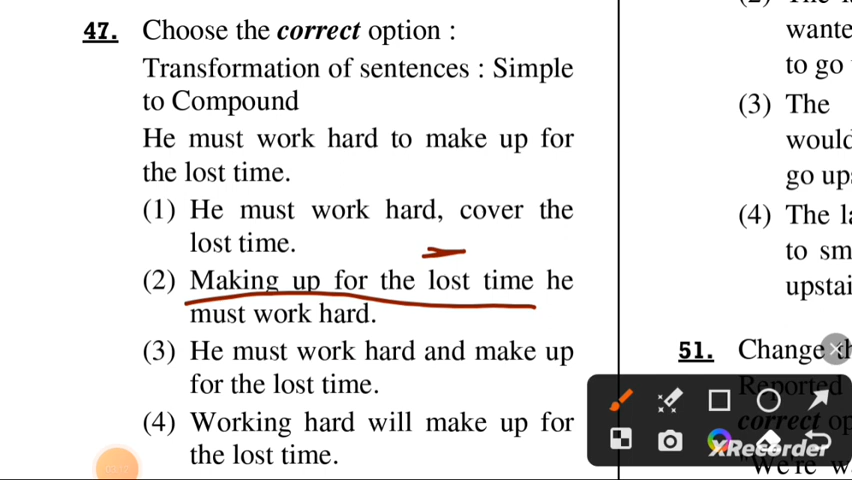 47. Choose the correct option :
Transformation of sentences : Simple
to Compound
He must work hard to make up for
the lost time.
(1) He must work hard, cover the
lost time.
(2) Making up for the lost time he
must work hard.
(3) He must work hard and make up
for the lost time.
(4) Working hard will make up for
the lost time.
wante
to go
(3) The
would
go up
(4) The la
to sm
upstai
51. Change th
Reported
correct op
"We're w
XRecorder